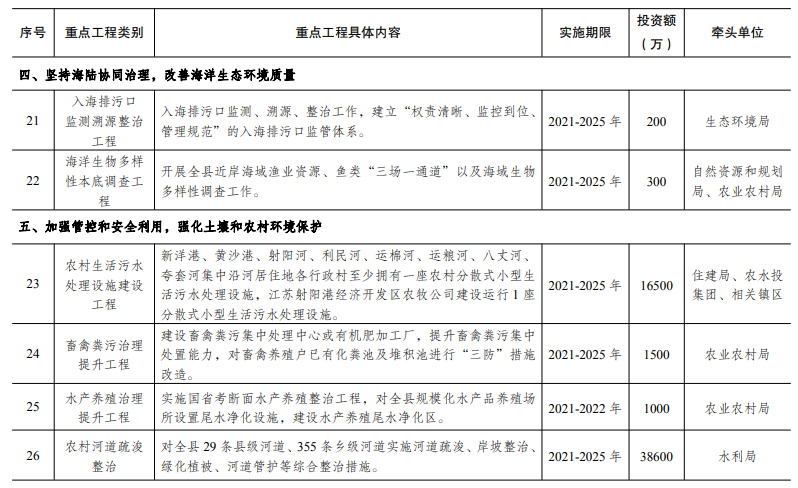 序号 重点工程类别 重点工程具体内容 实施期限 投资额（万） 牵头单位
四、坚持海陆协同治理，改善海洋生态环境质量
21 入海排污口监测溯源整治工程 入海排污口监测、溯源、整治工作，建立“权责清晰、监控到位、管理规范”的入海排污口监管体系。 2021-2025 年 200 生态环境局
22 海洋生物多样性本底调查工程 开展全县近岸海域渔业资源、鱼类“三场一通道”以及海域生物多样性调查工作。 2021-2025 年 300 自然资源和规划局、农业农村局
五、加强管控和安全利用，强化土壤和农村环境保护
23 农村生活污水处理设施建设工程 新洋港、黄沙港、射阳河、利民河、运棉河、运粮河、八丈河、夸套河集中沿河居住地各行政村至少拥有一座农村分散式小型生活污水处理设施，江苏射阳港经济开发区农牧公司建设运行 1 座分散式小型生活污水处理设施。 2021-2025 年 16500 住建局、农水投集团、相关镇区
24 畜禽粪污治理提升工程 建设畜禽粪污集中处理中心或有机肥加工厂，提升畜禽粪污集中处置能力，对畜禽养殖户已有化粪池及堆积池进行“三防”措施改造。 2021-2025 年 1500 农业农村局
25 水产养殖治理提升工程 实施国省考断面水产养殖整治工程，对全县规模化水产品养殖场所设置尾水净化设施，建设水产养殖尾水净化区。 2021-2022 年 1000 农业农村局
26 农村河道疏浚整治 对全县 29 条县级河道、355 条乡级河道实施河道疏浚、岸坡整治、绿化植被、河道管护等综合整治措施。 2021-2025 年 38600 水利局